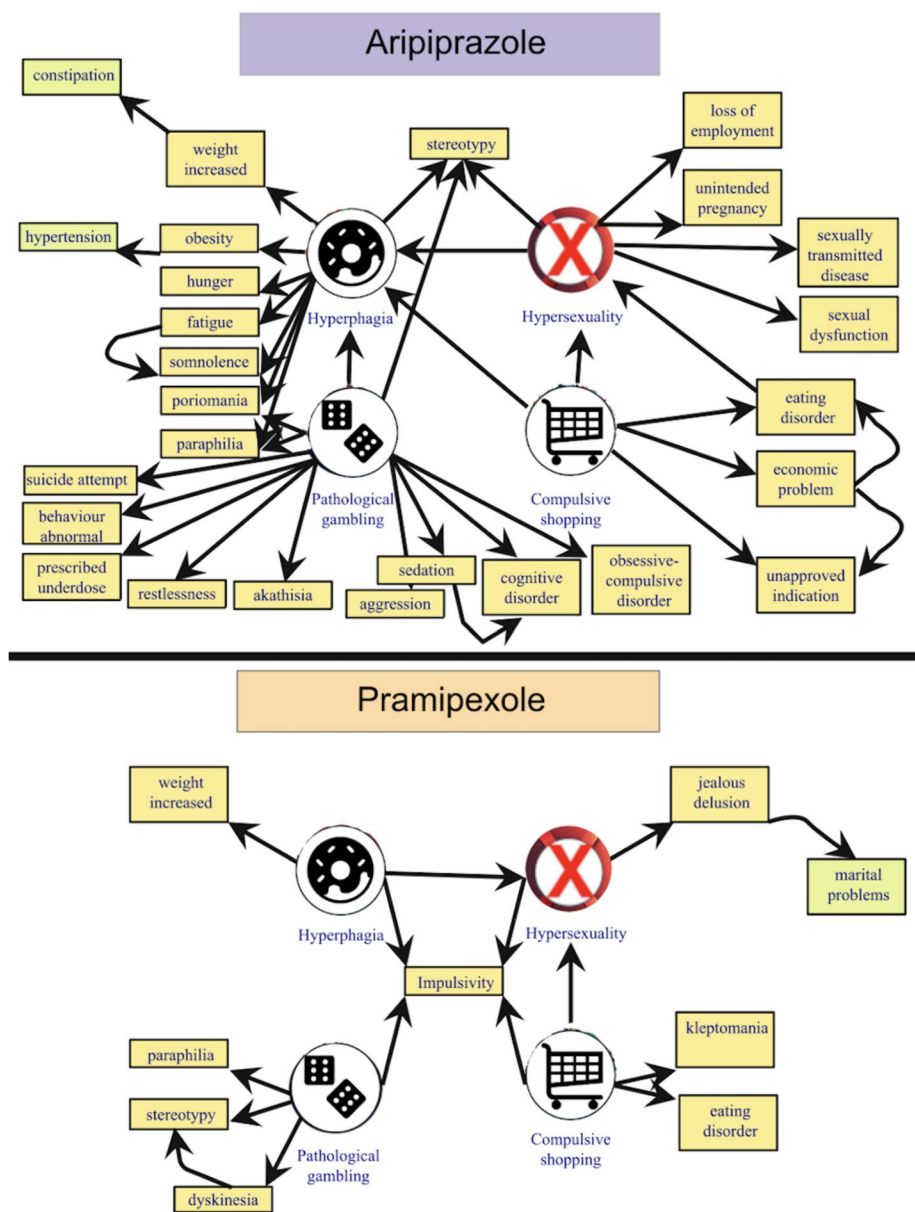 Aripiprazole
constipation
loss of
employment
weight
increased
stereotypy
unintended
pregnancy
hypertension
obesity
sexually
transmitted
disease
hunger
Hyperphagia
Hypersexuality
fatigue
sexual
dysfunction
somnolence
poriomania
eating
disorder
paraphilia
suicide attempt
Pathological
gambling
Compulsive
shopping
economic
problem
behaviour
abnormal
prescribed
underdose
restlessness
akathisia
sedation
aggression
cognitive
disorder
obsessive-
compulsive
disorder
unapproved
indication
Pramipexole
weight
increased
jealous
delusion
marital
problems
Hyperphagia
Hypersexuality
Impulsivity
kleptomania
paraphilia
stereotypy
eating
disorder
Pathological
gambling
Compulsive
shopping
dyskinesia